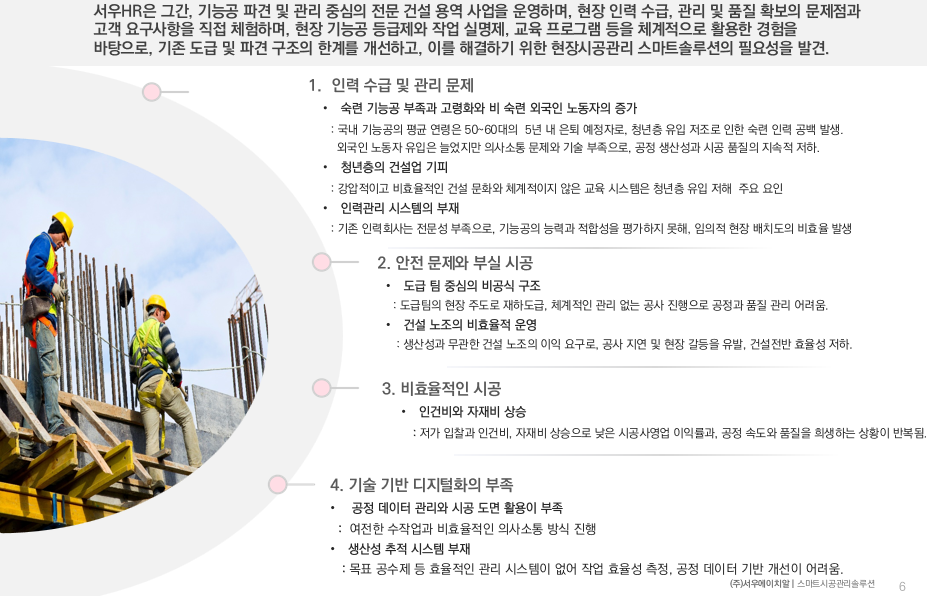 서우HR은 그간, 기능공 파견 및 관리 중심의 전문 건설 용역 사업을 운영하며, 현장 인력 수급, 관리 및 품질 확보의 문제점과
고객 요구사항을 직접 체험하며, 현장 기능공 등급제와 작업 실명제, 교육 프로그램 등을 체계적으로 활용한 경험을
바탕으로, 기존 도급 및 파견 구조의 한계를 개선하고, 이를 해결하기 위한 현장시공관리 스마트솔루션의 필요성을 발견.
1. 인력 수급 및 관리 문제
• 숙련 기능공 부족과 고령화와 비 숙련 외국인 노동자의 증가
: 국내 기능공의 평균 연령은 50~60대의 5년 내 은퇴 예정자로, 청년층 유입 저조로 인한 숙련 인력 공백 발생.
외국인 노동자 유입은 늘었지만 의사소통 문제와 기술 부족으로, 공정 생산성과 시공 품질의 지속적 저하.
• 청년층의 건설업 기피
: 강압적이고 비효율적인 건설 문화와 체계적이지 않은 교육 시스템은 청년층 유입 저해 주요 요인
• 인력관리 시스템의 부재
: 기존 인력회사는 전문성 부족으로, 기능공의 능력과 적합성을 평가하지 못해, 임의적 현장 배치도의 비효율 발생
2. 안전 문제와 부실 시공
• 도급 팀 중심의 비공식 구조
: 도급팀의 현장 주도로 재하도급, 체계적인 관리 없는 공사 진행으로 공정과 품질 관리 어려움.
• 건설 노조의 비효율적 운영
: 생산성과 무관한 건설 노조의 이익 요구로, 공사 지연 및 현장 갈등을 유발, 건설전반 효율성 저하.
3. 비효율적인 시공
• 인건비와 자재비 상승
: 저가 입찰과 인건비, 자재비 상승으로 낮은 시공사영업 이익률과, 공정 속도와 품질을 희생하는 상황이 반복됨.
4. 기술 기반 디지털화의 부족
• 공정 데이터 관리와 시공 도면 활용이 부족
: 여전한 수작업과 비효율적인 의사소통 방식 진행
• 생산성 추적 시스템 부재
: 목표 공수제 등 효율적인 관리 시스템이 없어 작업 효율성 측정, 공정 데이터 기반 개선이 어려움.
(주)서우에이치알 | 스마트시공관리솔루션 6